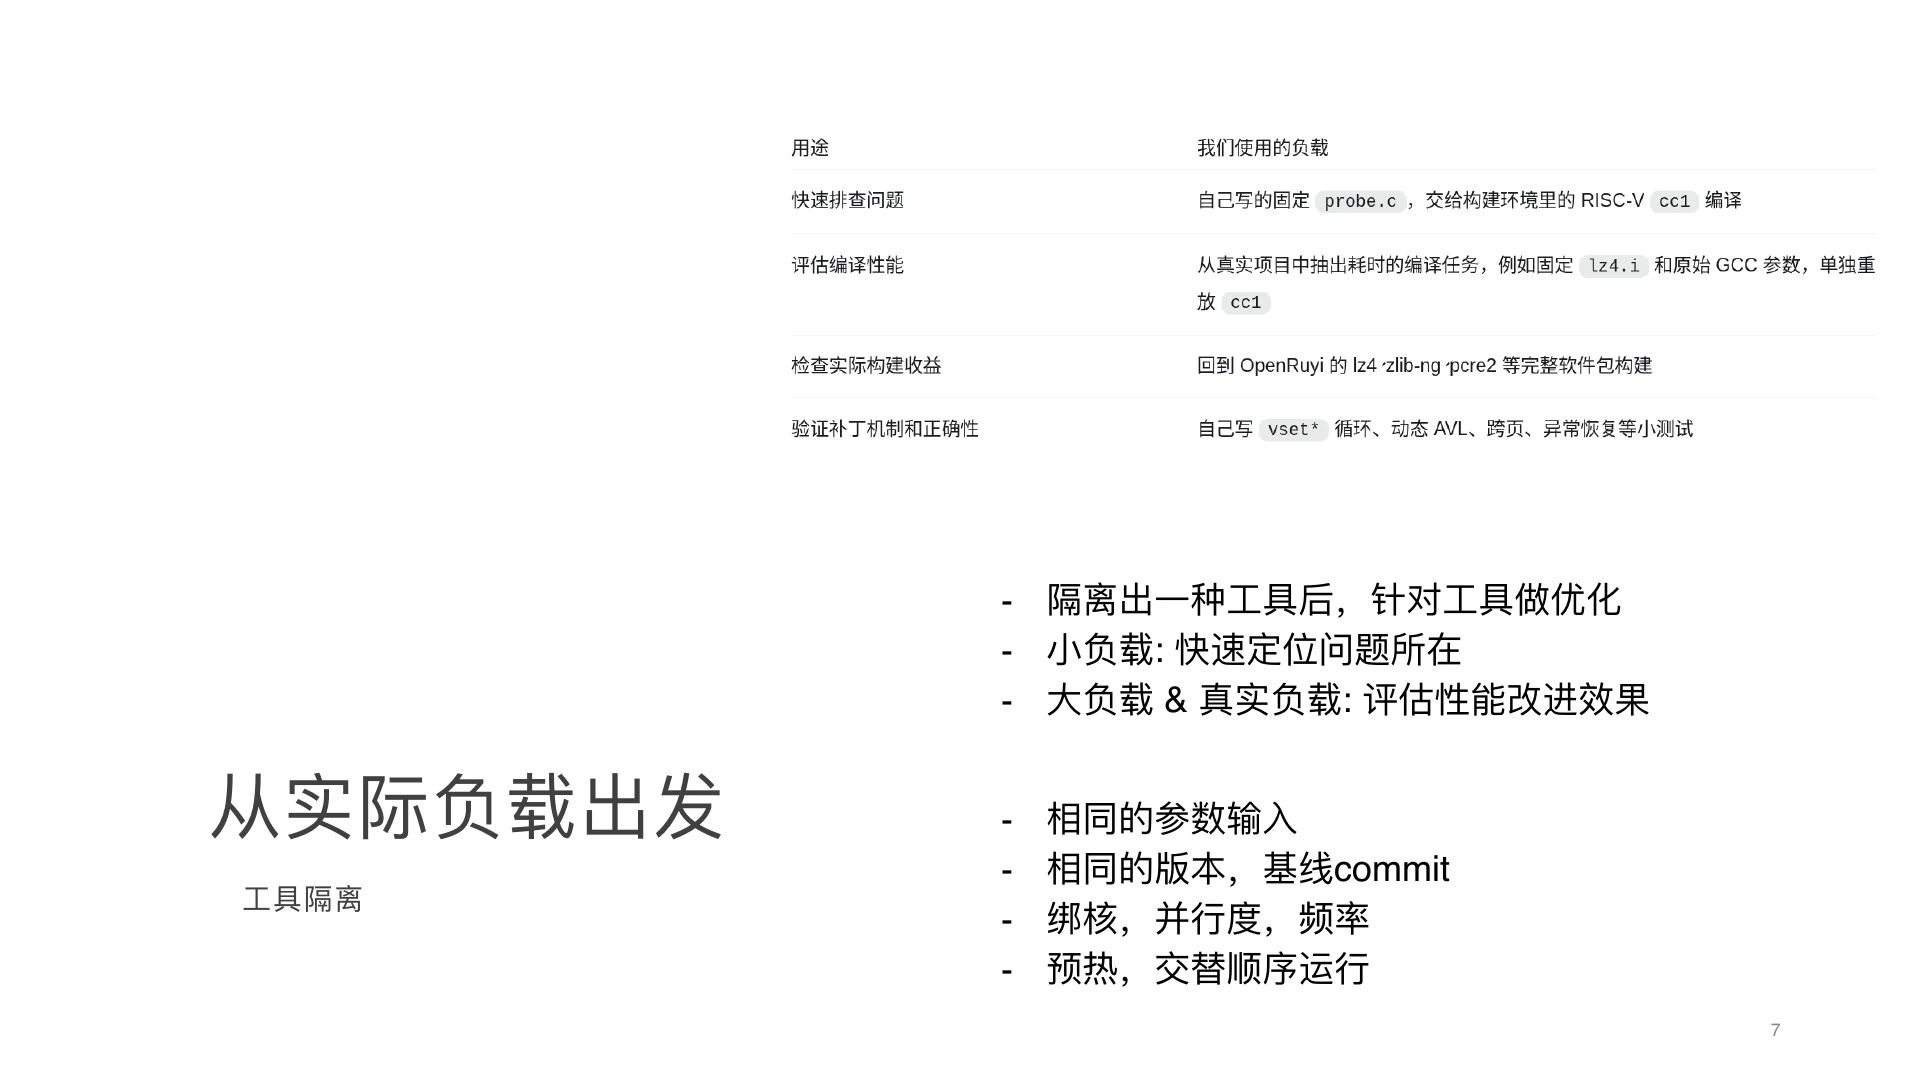 用途 我们使用的负载
快速排查问题 自己写的固定 probe.c，交给构建环境里的 RISC-V cc1 编译
评估编译性能 从真实项目中抽出耗时的编译任务，例如固定 lz4.i 和原始 GCC 参数，单独重
放 cc1
检查实际构建收益 回到 OpenRuyi 的 lz4、zlib-ng、pcre2 等完整软件包构建
验证补丁机制和正确性 自己写 vset* 循环、动态 AVL、跨页、异常恢复等小测试
- 隔离出一种工具后，针对工具做优化
- 小负载: 快速定位问题所在
- 大负载 & 真实负载: 评估性能改进效果
从实际负载出发
工具隔离
- 相同的参数输入
- 相同的版本，基线commit
- 绑核，并行度，频率
- 预热，交替顺序运行
7